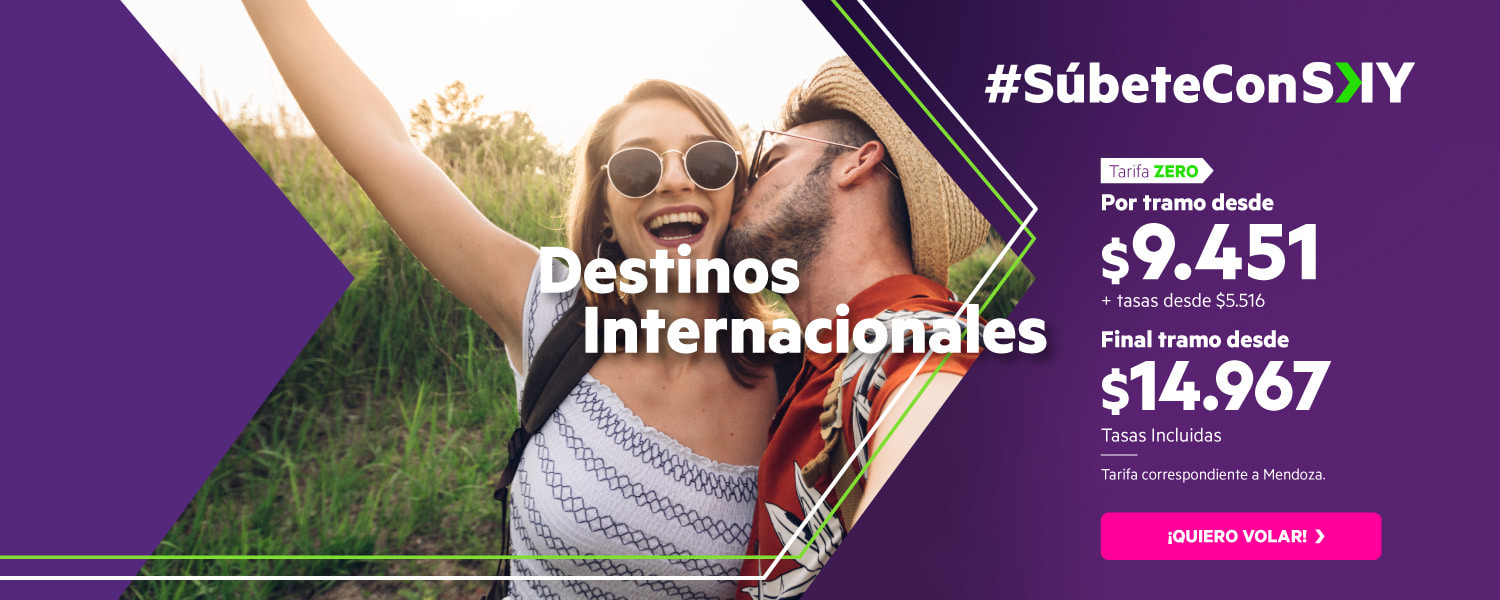 #SúbeteConSKY
Destinos
Internacionales
Tarifa ZERO
Por tramo desde
$9.451
+ tasas desde $5.516
Final tramo desde
$14.967
Tasas Incluidas
Tarifa correspondiente a Mendoza.
¡QUIERO VOLAR! ❯